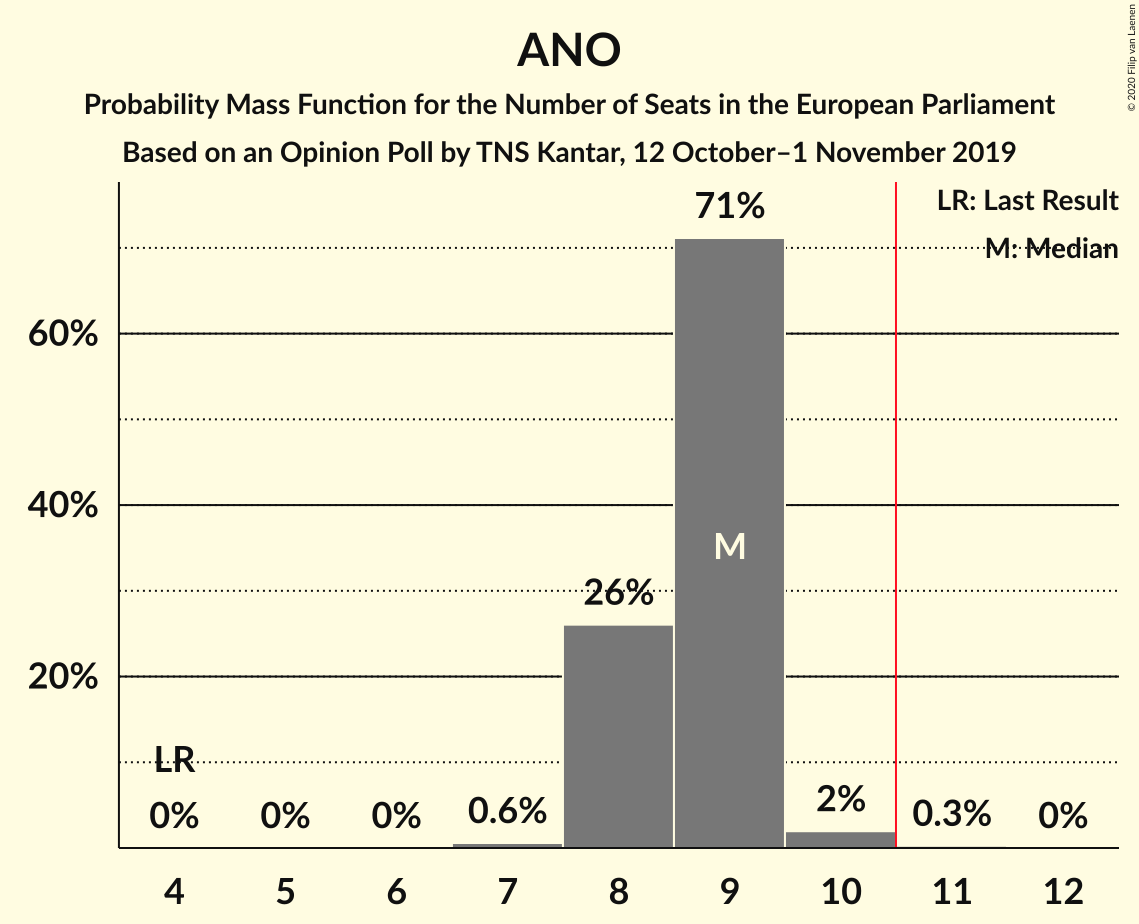 ANO
Probability Mass Function for the Number of Seats in the European Parliament
Based on an Opinion Poll by TNS Kantar, 12 October–1 November 2019
© 2020 Filip van Laenen
LR: Last Result
M: Median
71%
60%
40%
M
26%
20%
LR
0%
0%
0%
0.6%
2%
0.3%
0%
4 5 6 7 8 9 10 11 12